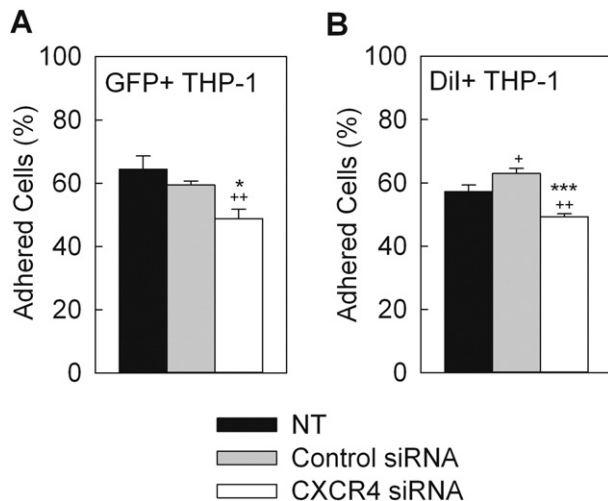 A
100
80
60
40
20
0
Adhered Cells (%)
GFP+ THP-1
*
++
B
100
80
60
40
20
0
Adhered Cells (%)
DiI+ THP-1
+
***
++
NT
Control siRNA
CXCR4 siRNA